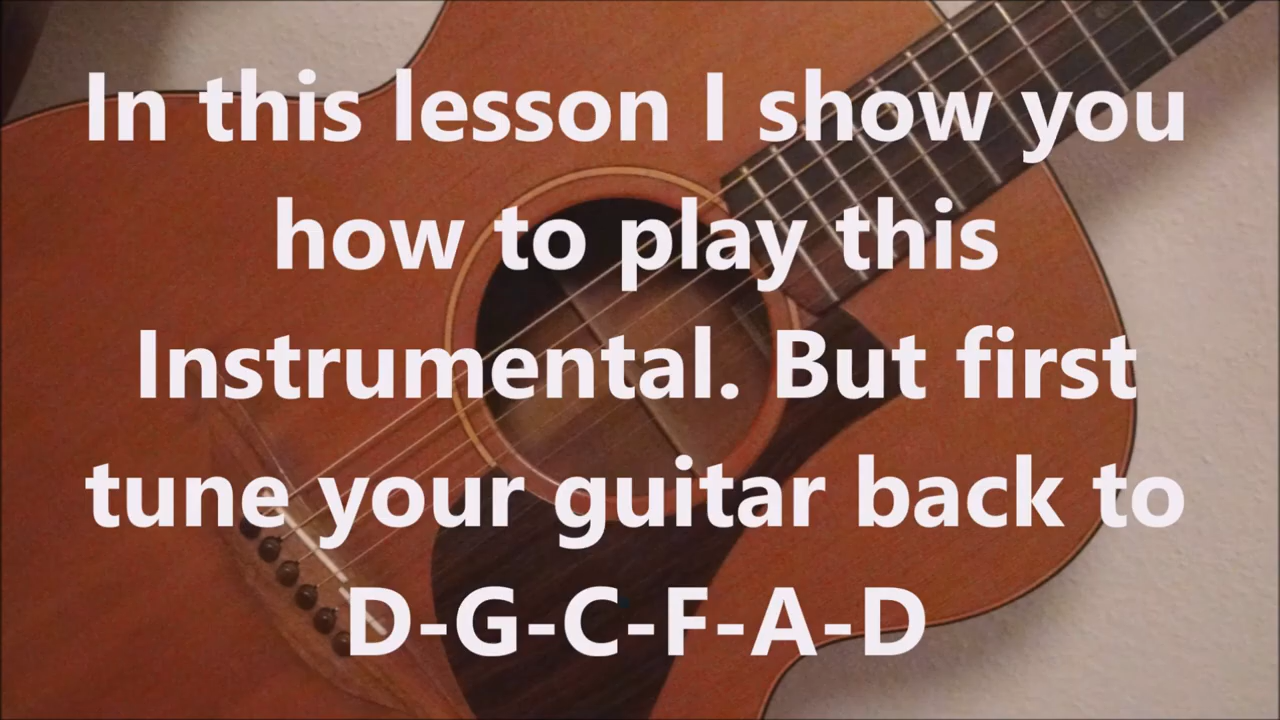 In this lesson I show you
how to play this
Instrumental. But first
tune your guitar back to
D-G-C-F-A-D